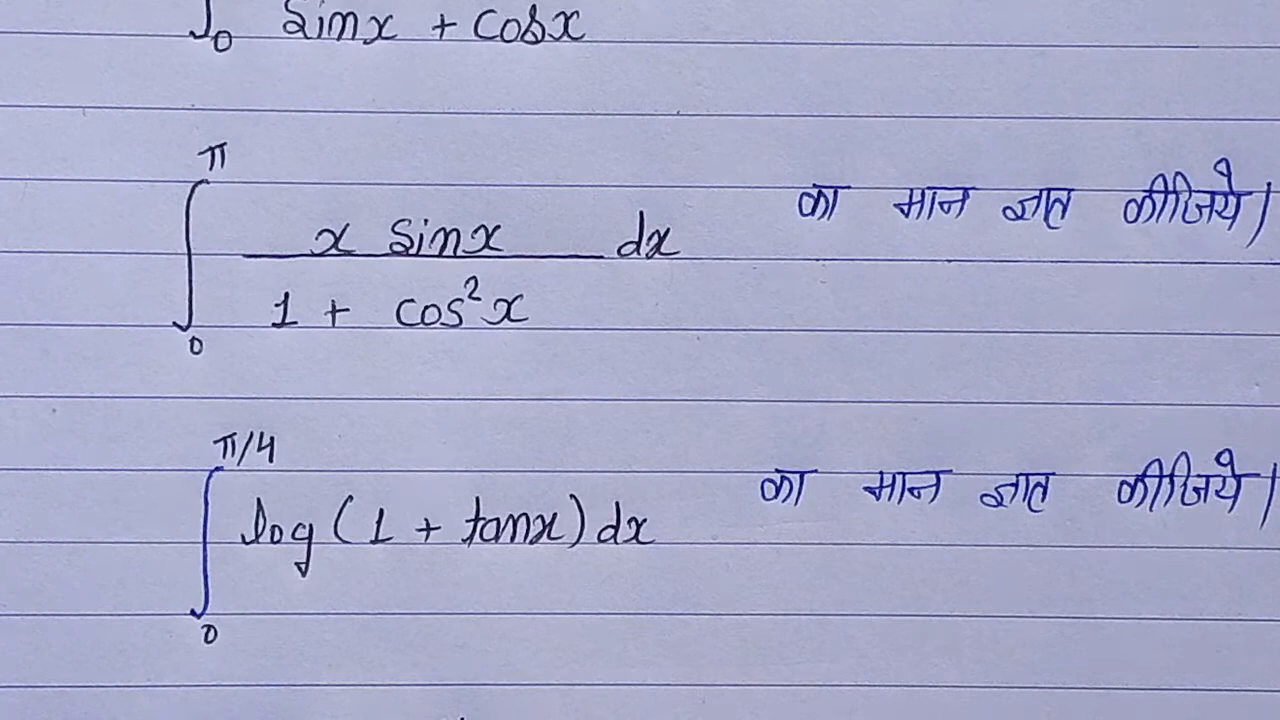 ∫₀ sinx + cosx
∫₀^π x sinx / 1 + cos²x dx का मान ज्ञात कीजिये।
∫₀^π/4 log(1 + tanx) dx का मान ज्ञात कीजिये।